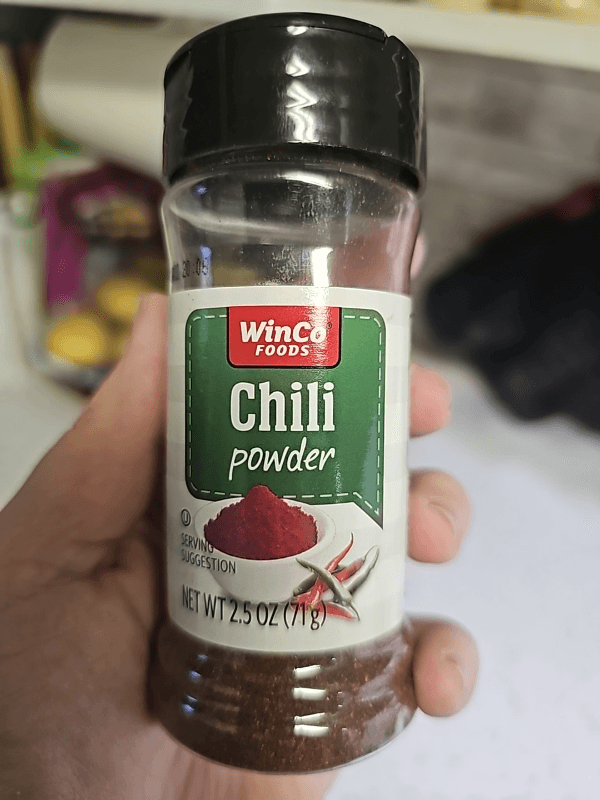 WinCo®
FOODS
Chili
powder
U
SERVING
SUGGESTION
NET WT 2.5 OZ (71g)